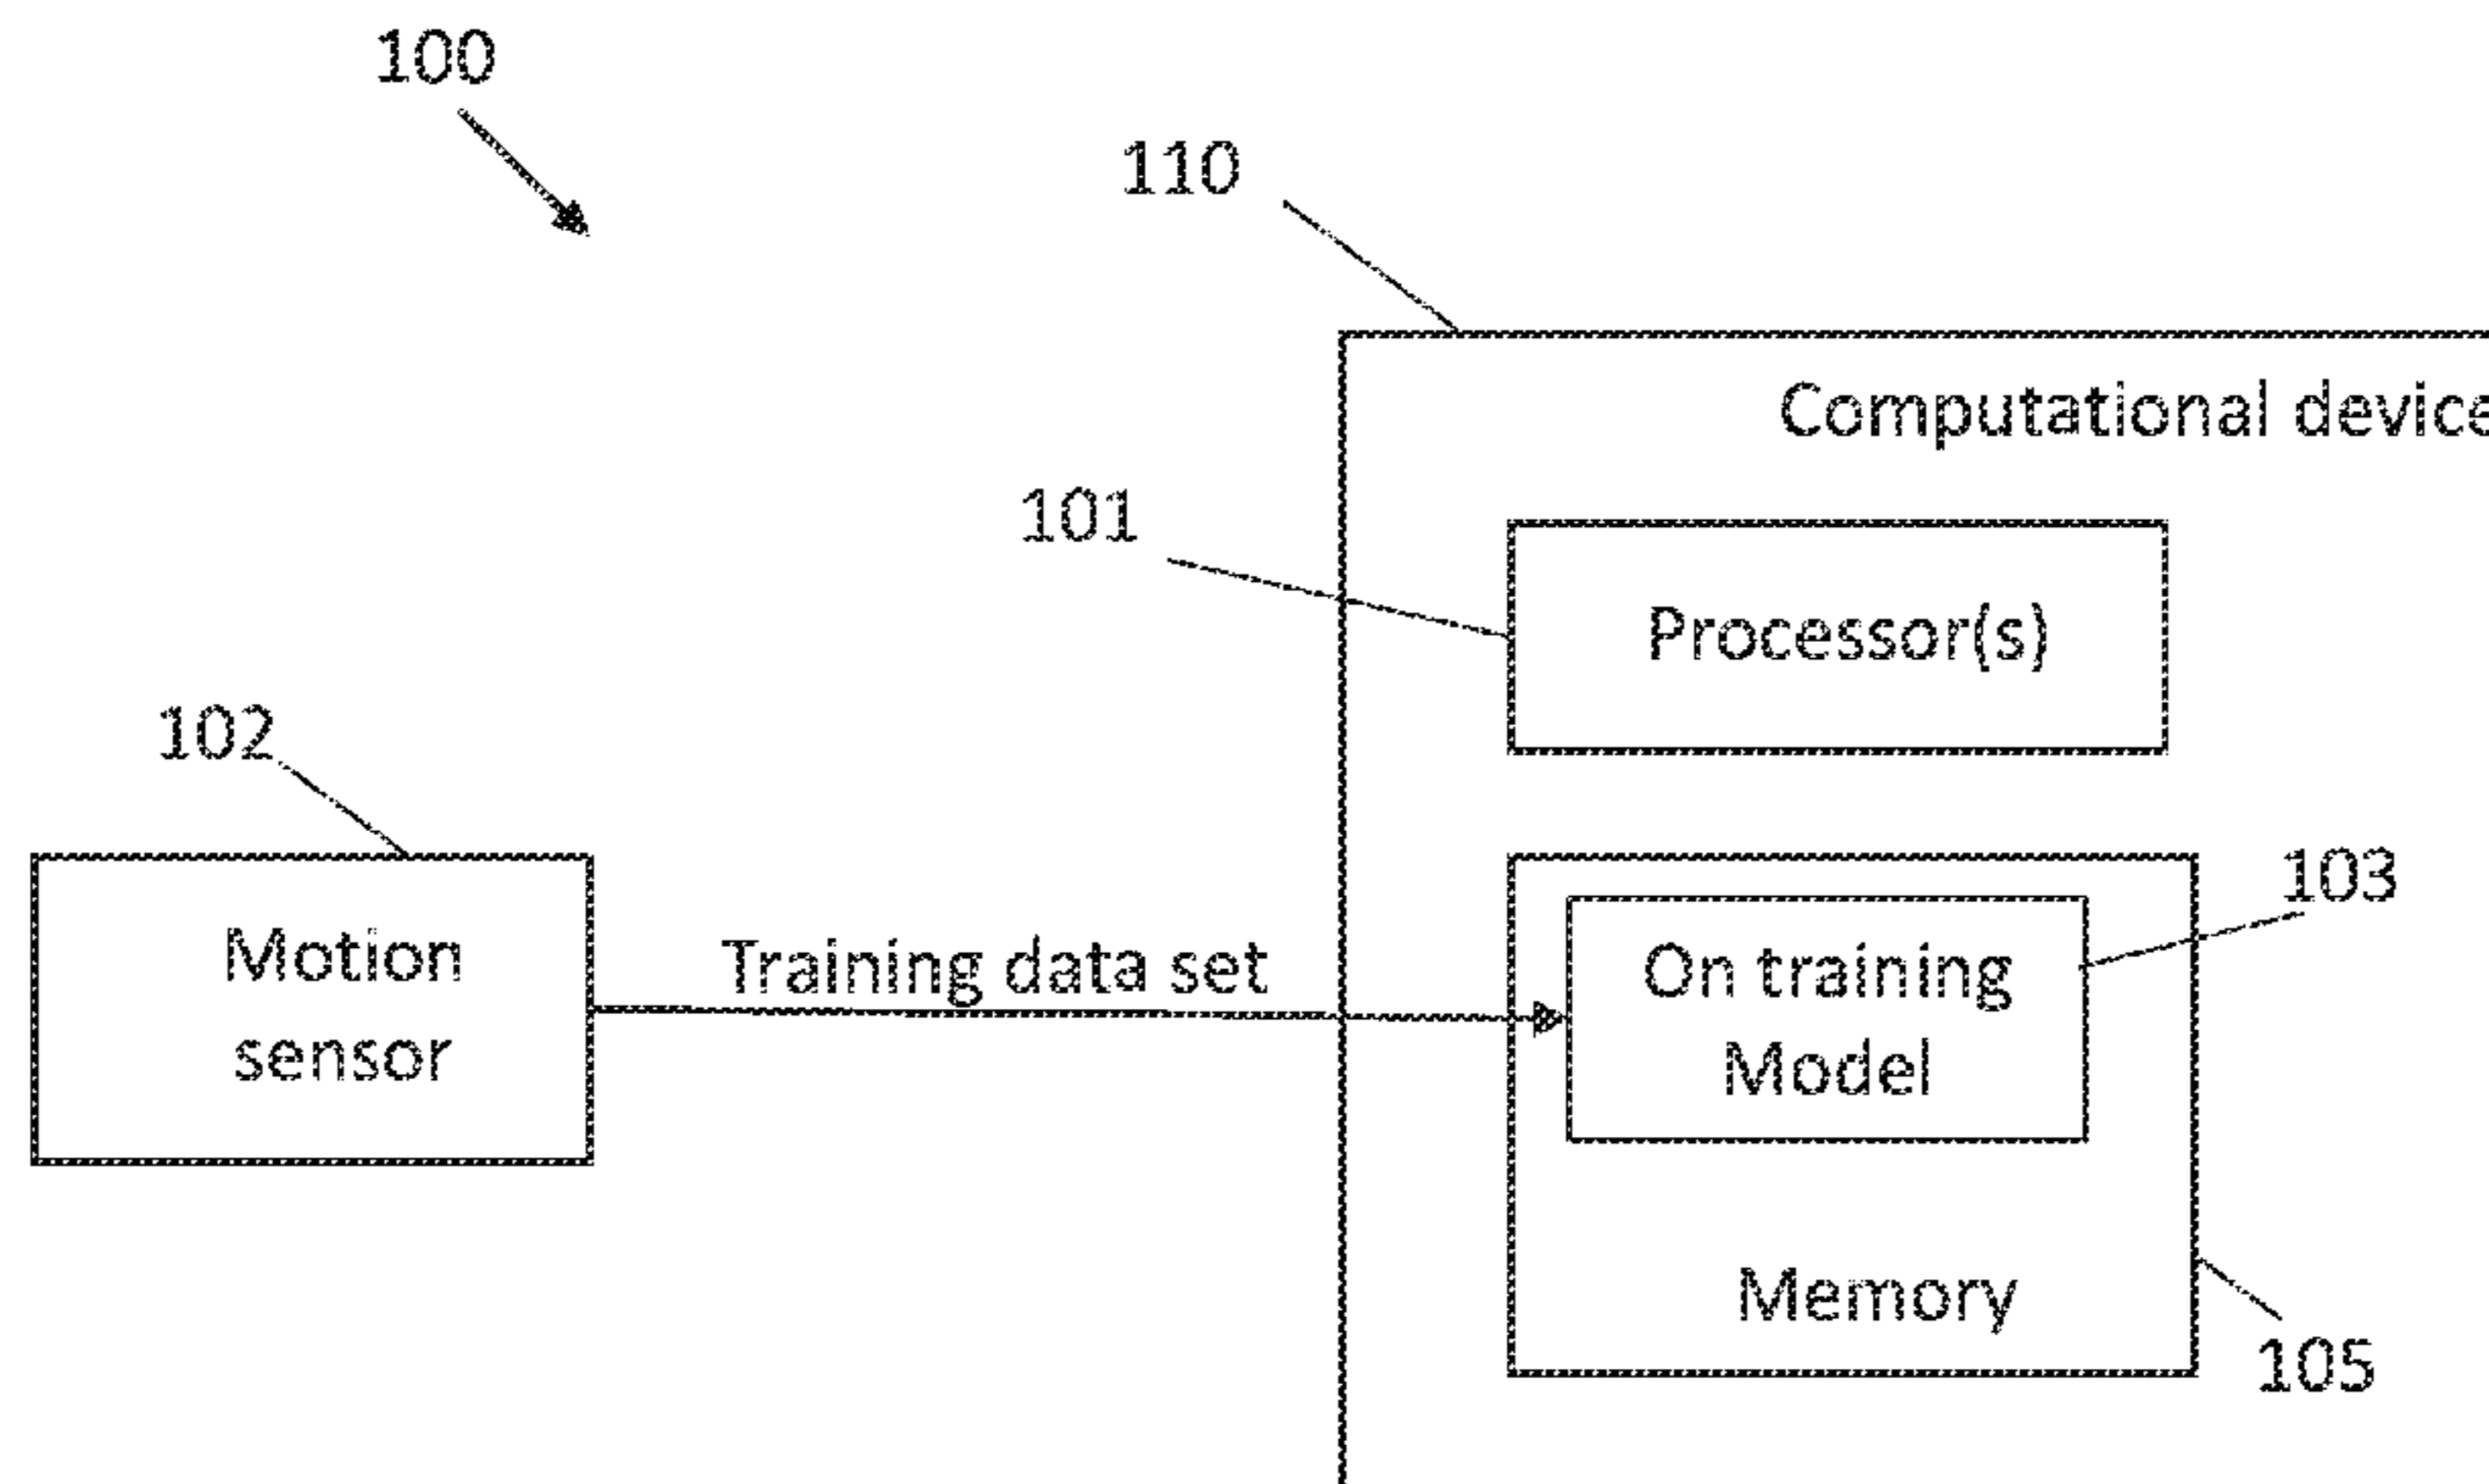 100
110
Computational device
101
Processor(s)
102
103
Motion
sensor
Training data set
On training
Model
Memory
105